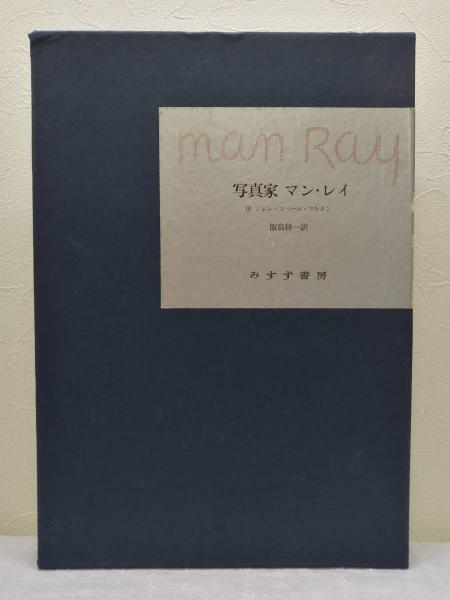 man Ray
写真家 マン・レイ
序 ジャン＝ユベール・マルタン
飯島耕一訳
みすず書房